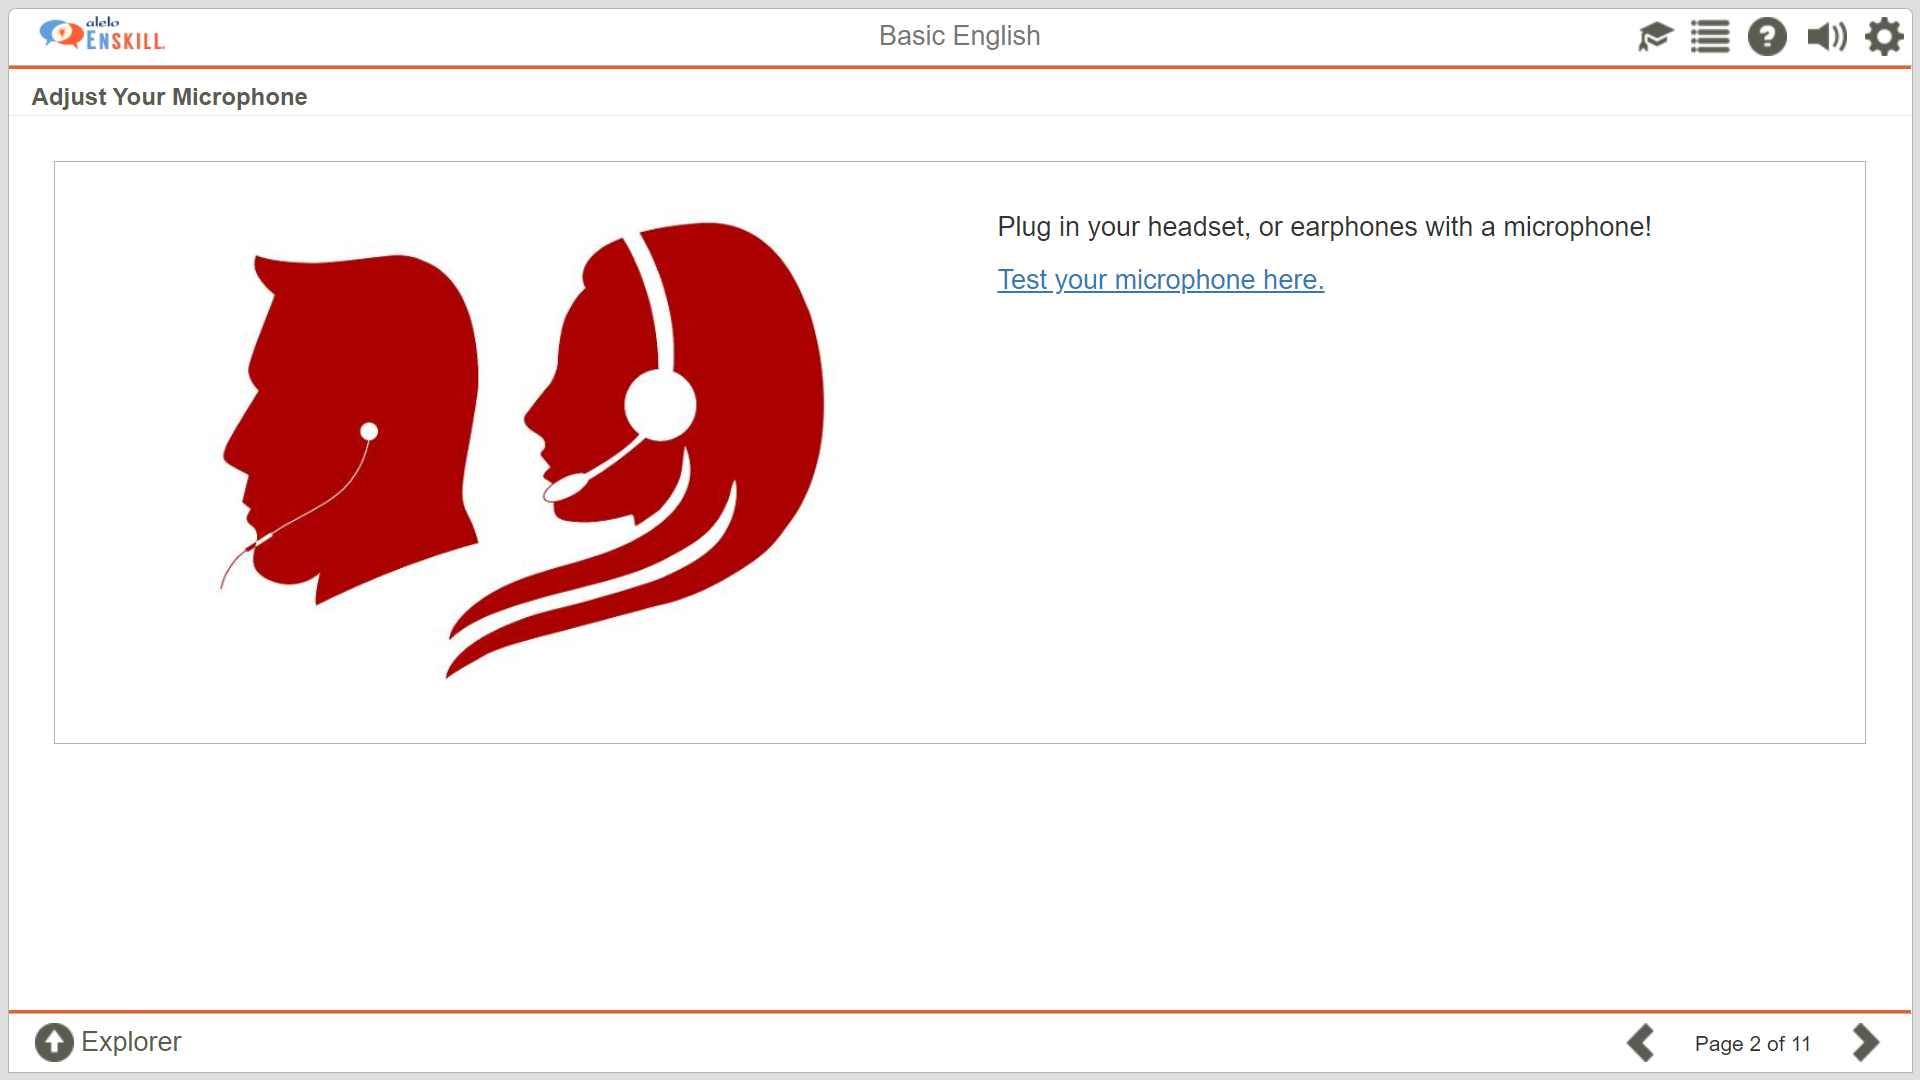 alelo
ENSKILL.
Basic English
?
Adjust Your Microphone
Plug in your headset, or earphones with a microphone!
Test your microphone here.
Explorer
Page 2 of 11